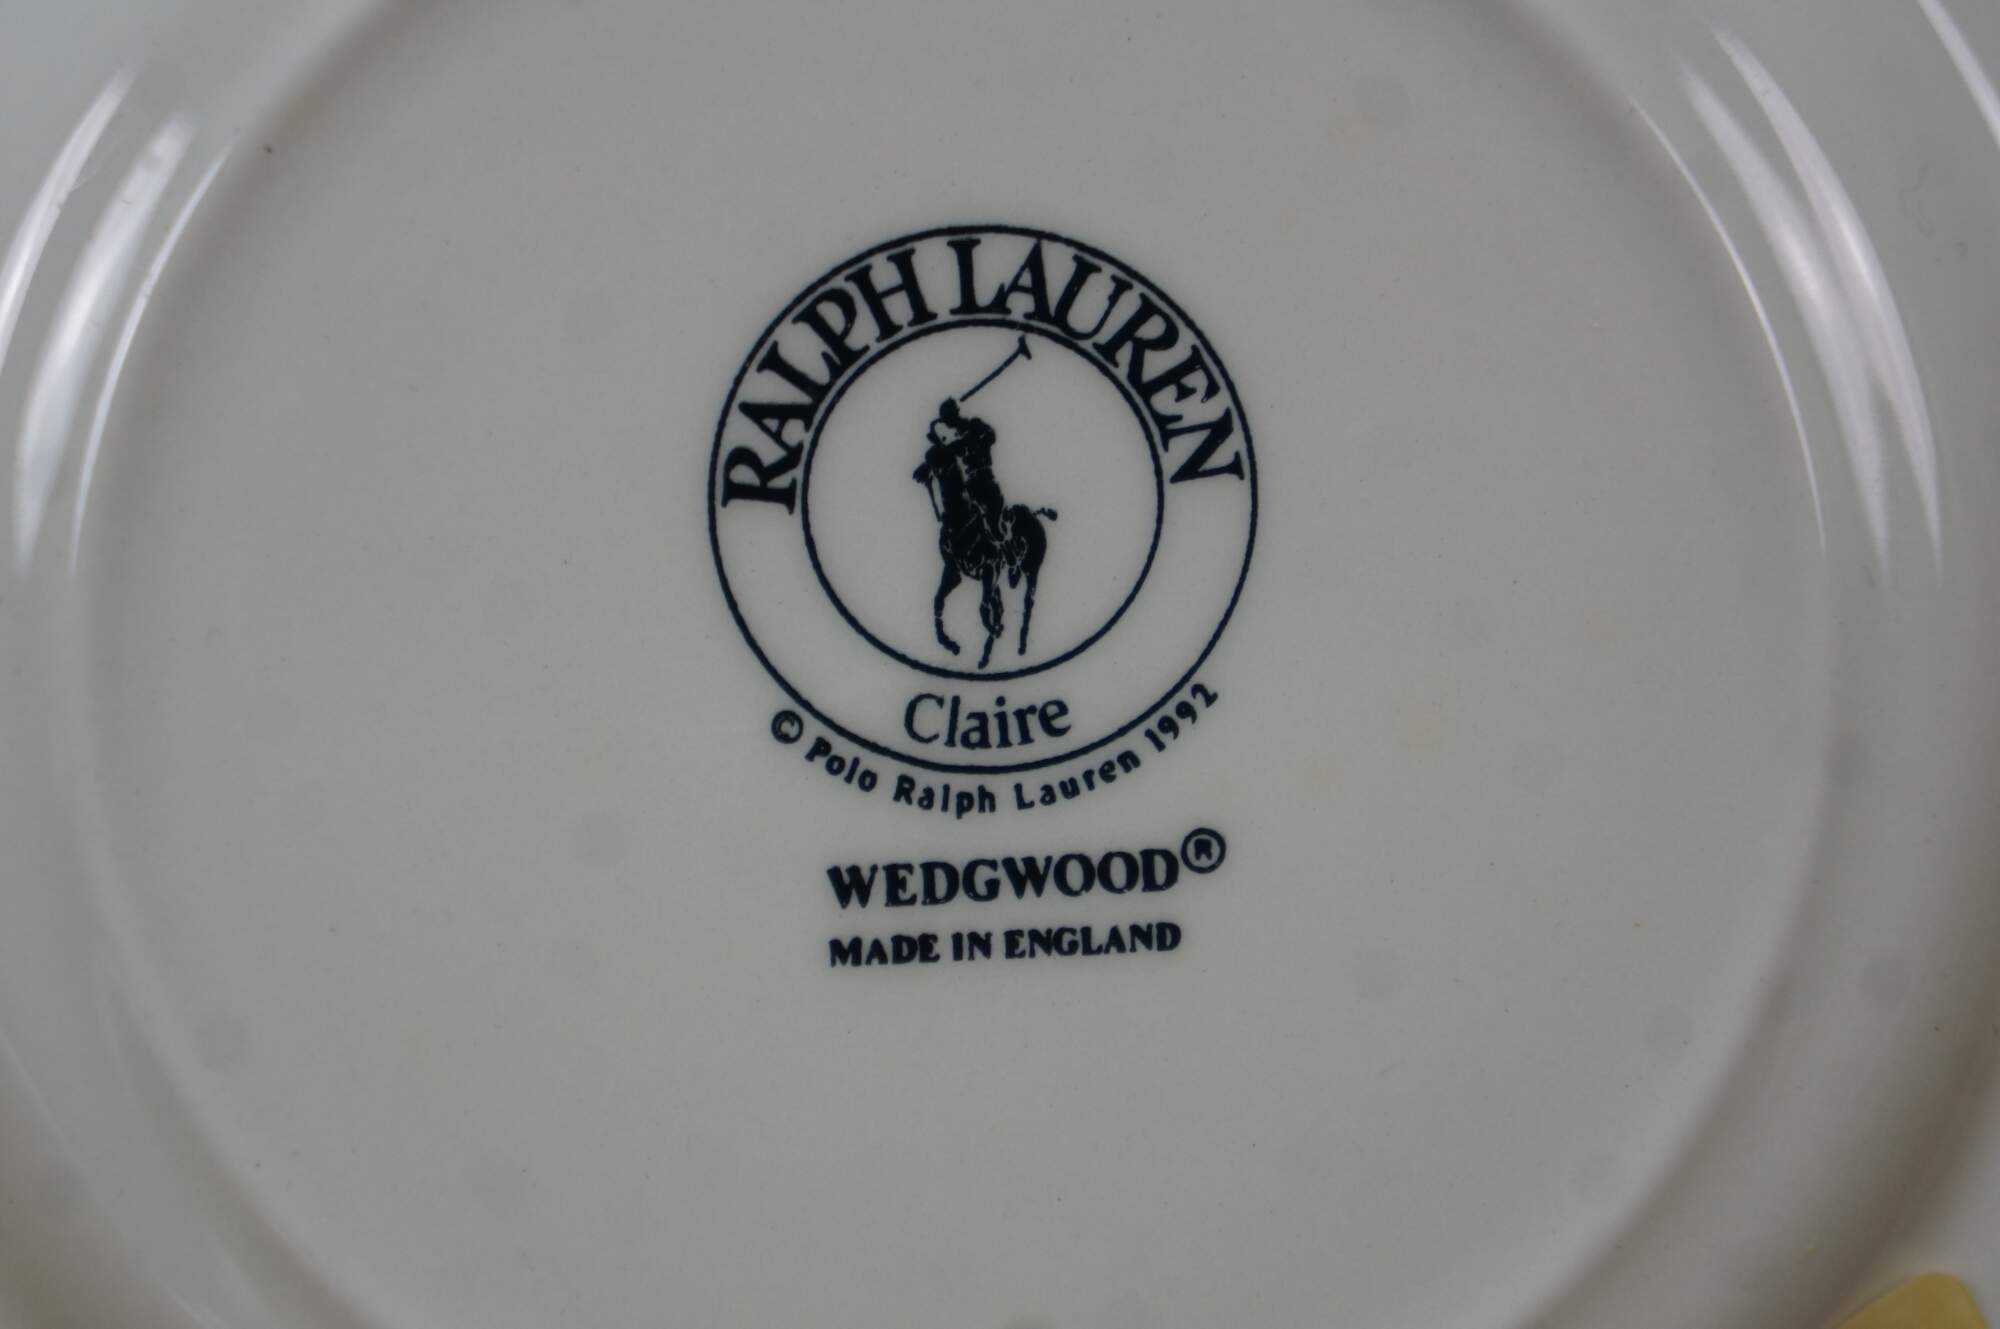 RALPH LAUREN
Claire
© Polo Ralph Lauren 1992
WEDGWOOD®
MADE IN ENGLAND